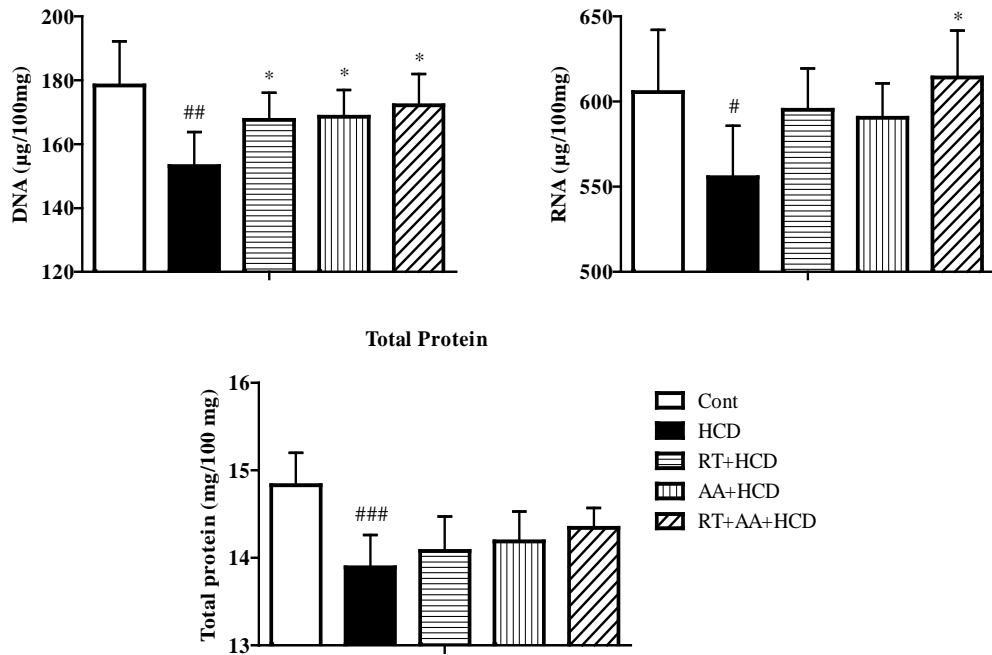 200
180
160
140
120
DNA (µg/100mg)
##
*
*
*
650
600
550
500
RNA (µg/100mg)
#
*
Total Protein
16
15
14
13
Total protein (mg/100 mg)
###
Cont
HCD
RT+HCD
AA+HCD
RT+AA+HCD